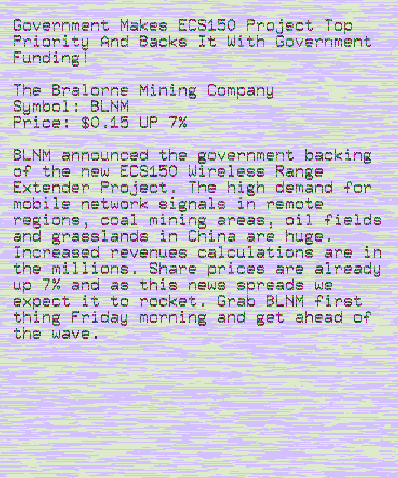 Government Makes ECS150 Project Top
Priority And Backs It With Government
Funding!
The Bralorne Mining Company
Symbol: BLNM
Price: $0.15 UP 7%
BLNM announced the government backing
of the new ECS150 Wireless Range
Extender Project. The high demand for
mobile network signals in remote
regions, coal mining areas, oil fields
and grasslands in China are huge.
Increased revenues calculations are in
the millions. Share prices are already
up 7% and as this news spreads we
expect it to rocket. Grab BLNM first
thing Friday morning and get ahead of
the wave.